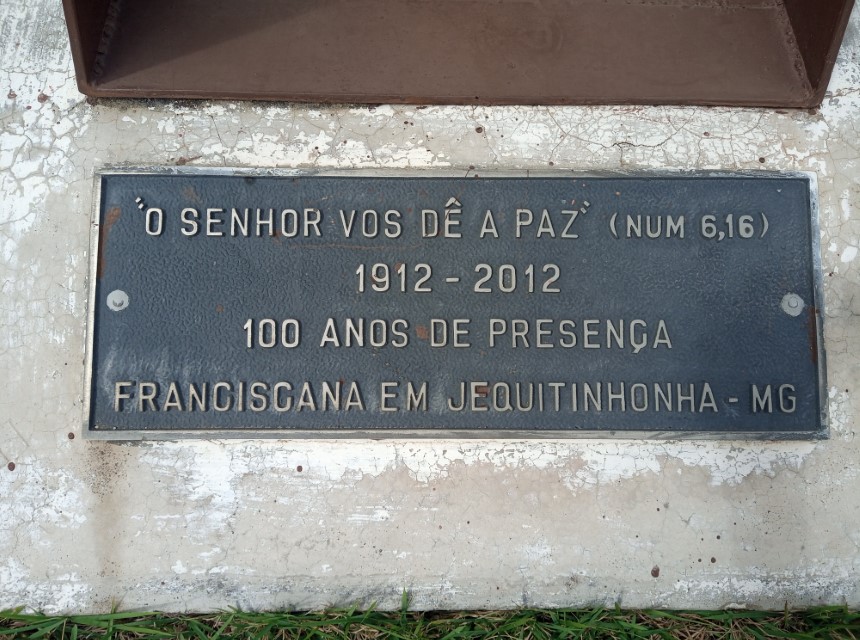 "O SENHOR VOS DÊ A PAZ" (NUM 6,16)
1912 - 2012
100 ANOS DE PRESENÇA
FRANCISCANA EM JEQUITINHONHA - MG